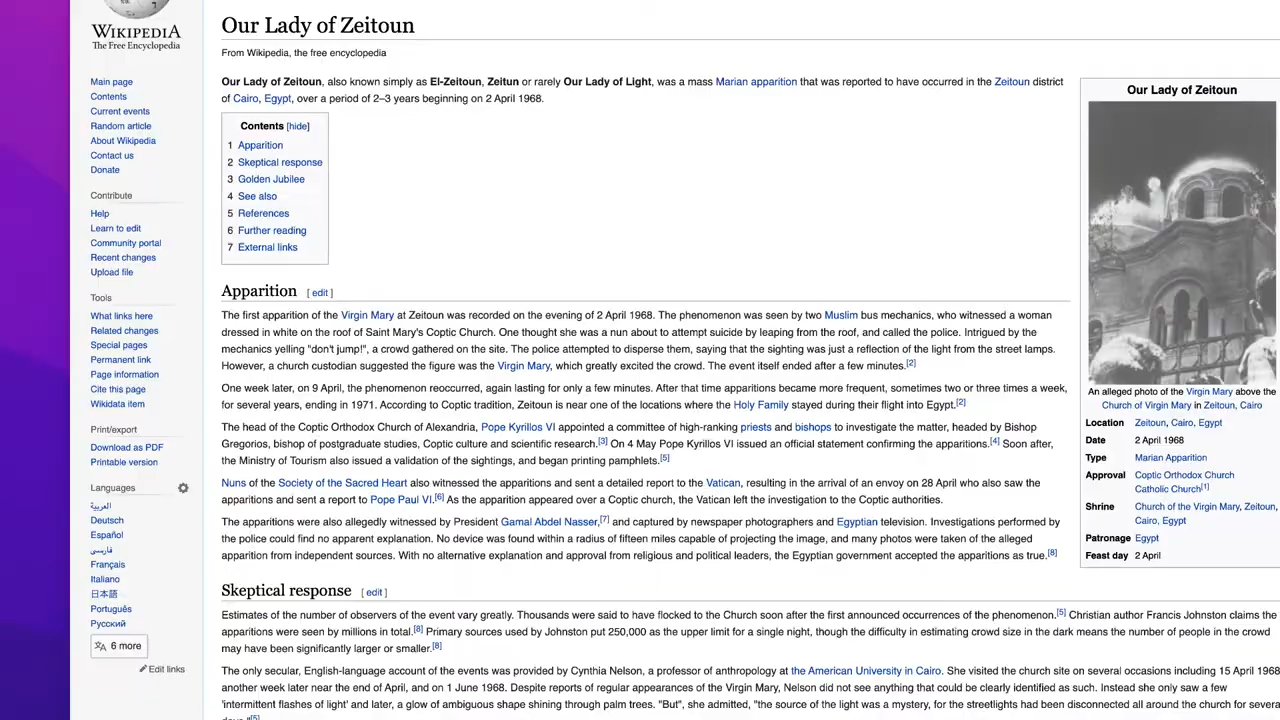 WIKIPEDIA
The Free Encyclopedia
Main page
Contents
Current events
Random article
About Wikipedia
Contact us
Donate
Contribute
Help
Learn to edit
Community portal
Recent changes
Upload file
Tools
What links here
Related changes
Special pages
Permanent link
Page information
Cite this page
Wikidata item
Print/export
Download as PDF
Printable version
Languages
العربية
Deutsch
Español
فارسی
Français
Italiano
日本語
Português
Русский
6 more
Edit links
Our Lady of Zeitoun
From Wikipedia, the free encyclopedia
Our Lady of Zeitoun, also known simply as El-Zeitoun, Zeitun or rarely Our Lady of Light, was a mass Marian apparition that was reported to have occurred in the Zeitoun district
of Cairo, Egypt, over a period of 2–3 years beginning on 2 April 1968.
Contents [hide]
1 Apparition
2 Skeptical response
3 Golden Jubilee
4 See also
5 References
6 Further reading
7 External links
Apparition [ edit ]
The first apparition of the Virgin Mary at Zeitoun was recorded on the evening of 2 April 1968. The phenomenon was seen by two Muslim bus mechanics, who witnessed a woman
dressed in white on the roof of Saint Mary's Coptic Church. One thought she was a nun about to attempt suicide by leaping from the roof, and called the police. Intrigued by the
mechanics yelling "don't jump!", a crowd gathered on the site. The police attempted to disperse them, saying that the sighting was just a reflection of the light from the street lamps.
However, a church custodian suggested the figure was the Virgin Mary, which greatly excited the crowd. The event itself ended after a few minutes.[2]
One week later, on 9 April, the phenomenon reoccurred, again lasting for only a few minutes. After that time apparitions became more frequent, sometimes two or three times a week,
for several years, ending in 1971. According to Coptic tradition, Zeitoun is near one of the locations where the Holy Family stayed during their flight into Egypt.[2]
The head of the Coptic Orthodox Church of Alexandria, Pope Kyrillos VI appointed a committee of high-ranking priests and bishops to investigate the matter, headed by Bishop
Gregorios, bishop of postgraduate studies, Coptic culture and scientific research.[3] On 4 May Pope Kyrillos VI issued an official statement confirming the apparitions.[4] Soon after,
the Ministry of Tourism also issued a validation of the sightings, and began printing pamphlets.[5]
Nuns of the Society of the Sacred Heart also witnessed the apparitions and sent a detailed report to the Vatican, resulting in the arrival of an envoy on 28 April who also saw the
apparitions and sent a report to Pope Paul VI.[6] As the apparition appeared over a Coptic church, the Vatican left the investigation to the Coptic authorities.
The apparitions were also allegedly witnessed by President Gamal Abdel Nasser,[7] and captured by newspaper photographers and Egyptian television. Investigations performed by
the police could find no apparent explanation. No device was found within a radius of fifteen miles capable of projecting the image, and many photos were taken of the alleged
apparition from independent sources. With no alternative explanation and approval from religious and political leaders, the Egyptian government accepted the apparitions as true.[8]
Skeptical response [ edit ]
Estimates of the number of observers of the event vary greatly. Thousands were said to have flocked to the Church soon after the first announced occurrences of the phenomenon.[5] Christian author Francis Johnston claims the
apparitions were seen by millions in total.[8] Primary sources used by Johnston put 250,000 as the upper limit for a single night, though the difficulty in estimating crowd size in the dark means the number of people in the crowd
may have been significantly larger or smaller.[8]
The only secular, English-language account of the events was provided by Cynthia Nelson, a professor of anthropology at the American University in Cairo. She visited the church site on several occasions including 15 April 1968
another week later near the end of April, and on 1 June 1968. Despite reports of regular appearances of the Virgin Mary, Nelson did not see anything that could be clearly identified as such. Instead she only saw a few
'intermittent flashes of light' and later, a glow of ambiguous shape shining through palm trees. "But", she admitted, "the source of the light was a mystery, for the streetlights had been disconnected all around the church for severa
Our Lady of Zeitoun
An alleged photo of the Virgin Mary above the
Church of Virgin Mary in Zeitoun, Cairo
Location Zeitoun, Cairo, Egypt
Date 2 April 1968
Type Marian Apparition
Approval Coptic Orthodox Church
Catholic Church[1]
Shrine Church of the Virgin Mary, Zeitoun,
Cairo, Egypt
Patronage Egypt
Feast day 2 April